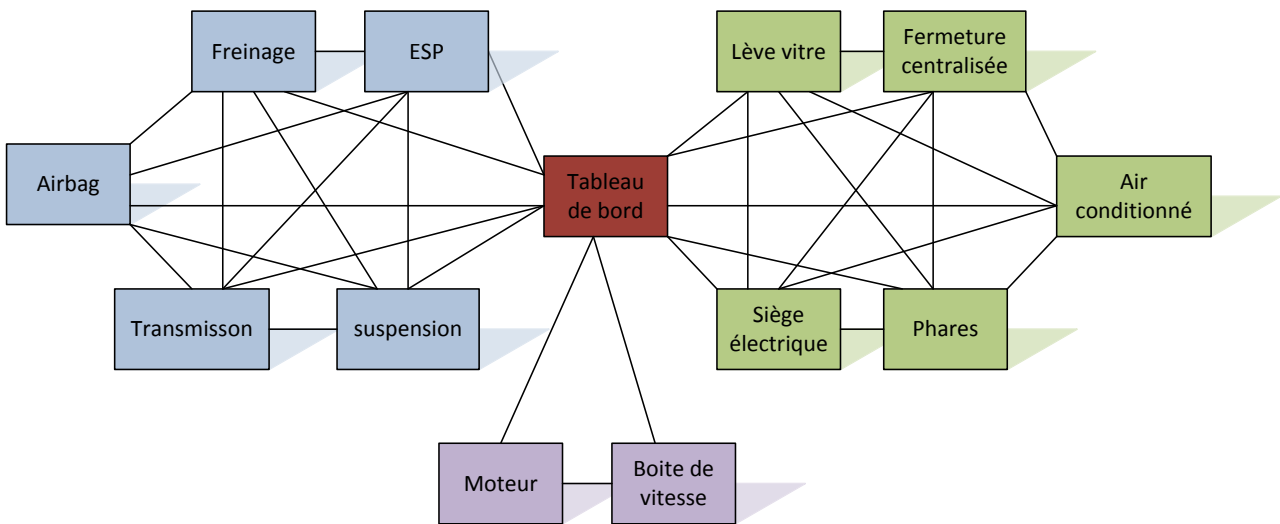 Freinage
ESP
Lève vitre
Fermeture
centralisée
Airbag
Tableau
de bord
Air
conditionné
Transmisson
suspension
Siège
électrique
Phares
Moteur
Boite de
vitesse